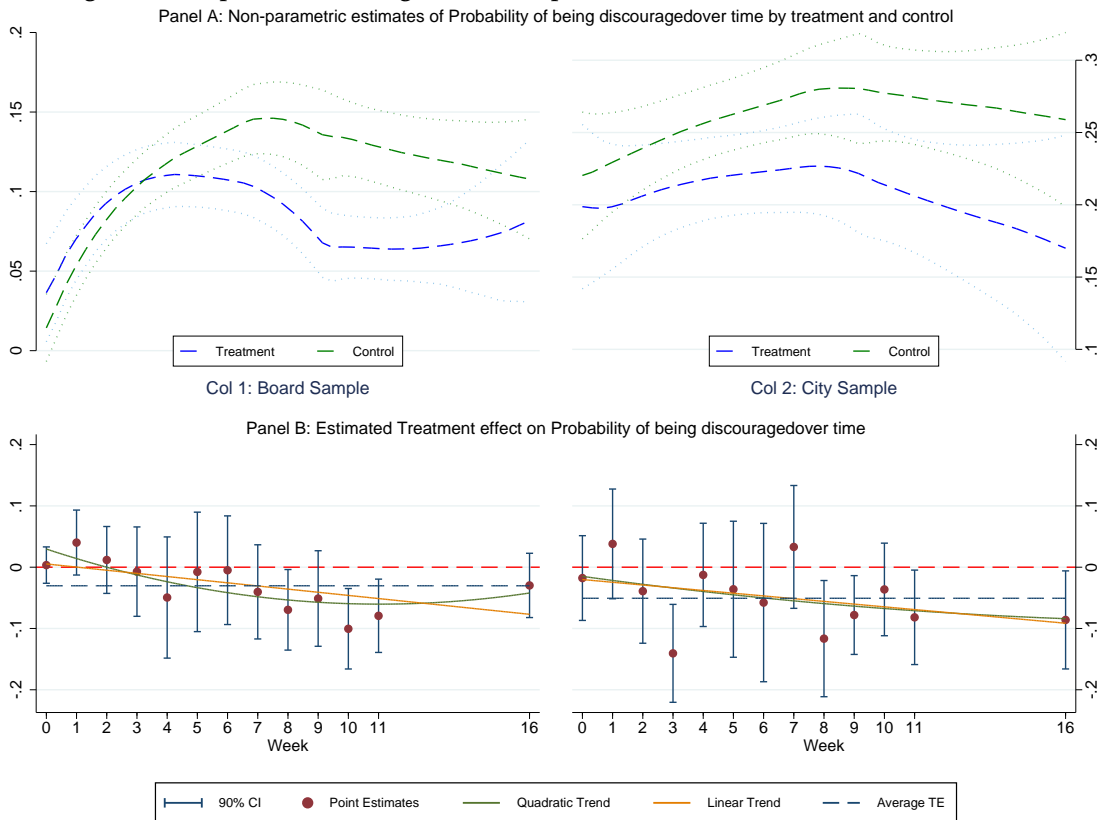 Panel A: Non-parametric estimates of Probability of being discouragedover time by treatment and control
.2
.15
.1
.05
0
Treatment
Control
Col 1: Board Sample
.3
.25
.2
.15
.1
Treatment
Control
Col 2: City Sample
Panel B: Estimated Treatment effect on Probability of being discouragedover time
.2
.1
0
-.1
-.2
0 1 2 3 4 5 6 7 8 9 10 11 16
Week
.2
.1
0
-.1
-.2
0 1 2 3 4 5 6 7 8 9 10 11 16
Week
90% CI
Point Estimates
Quadratic Trend
Linear Trend
Average TE